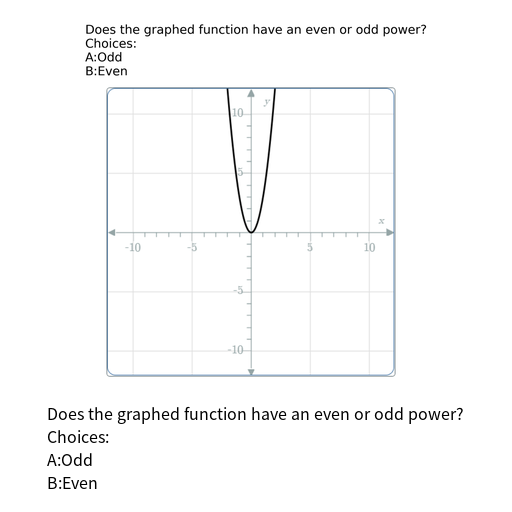 Does the graphed function have an even or odd power?
Choices:
A:Odd
B:Even
y
10
5
x
-10
-5
5
10
-5
-10
Does the graphed function have an even or odd power?
Choices:
A:Odd
B:Even